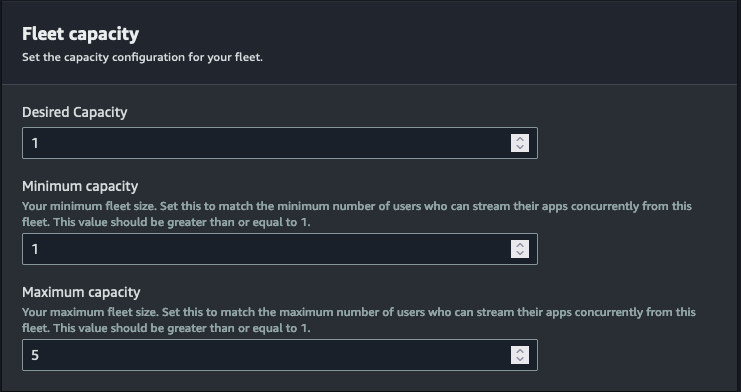 Fleet capacity
Set the capacity configuration for your fleet.
Desired Capacity
1
Minimum capacity
Your minimum fleet size. Set this to match the minimum number of users who can stream their apps concurrently from this
fleet. This value should be greater than or equal to 1.
1
Maximum capacity
Your maximum fleet size. Set this to match the maximum number of users who can stream their apps concurrently from this
fleet. This value should be greater than or equal to 1.
5